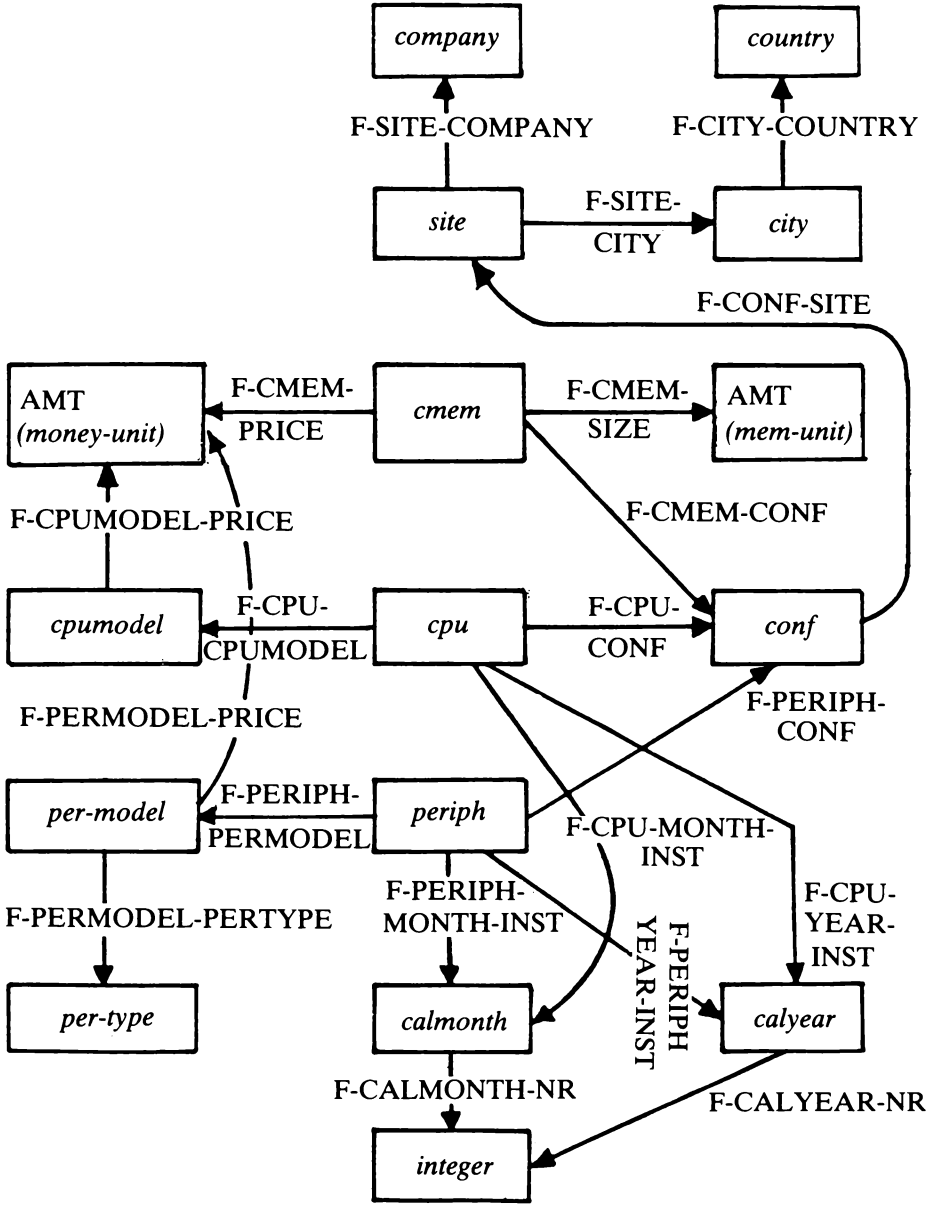 company
country
F-SITE-COMPANY
F-CITY-COUNTRY
site
F-SITE-
CITY
city
F-CONF-SITE
AMT
(money-unit)
F-CMEM-
PRICE
cmem
F-CMEM-
SIZE
AMT
(mem-unit)
F-CPUMODEL-PRICE
F-CMEM-CONF
cpumodel
F-CPU-
CPUMODEL
cpu
F-CPU-
CONF
conf
F-PERMODEL-PRICE
F-PERIPH-
CONF
per-model
F-PERIPH-
PERMODEL
periph
F-CPU-MONTH-
INST
F-PERMODEL-PERTYPE
F-PERIPH-
MONTH-INST
F-PERIPH
YEAR-INST
F-CPU-
YEAR-
INST
per-type
calmonth
calyear
F-CALMONTH-NR
F-CALYEAR-NR
integer